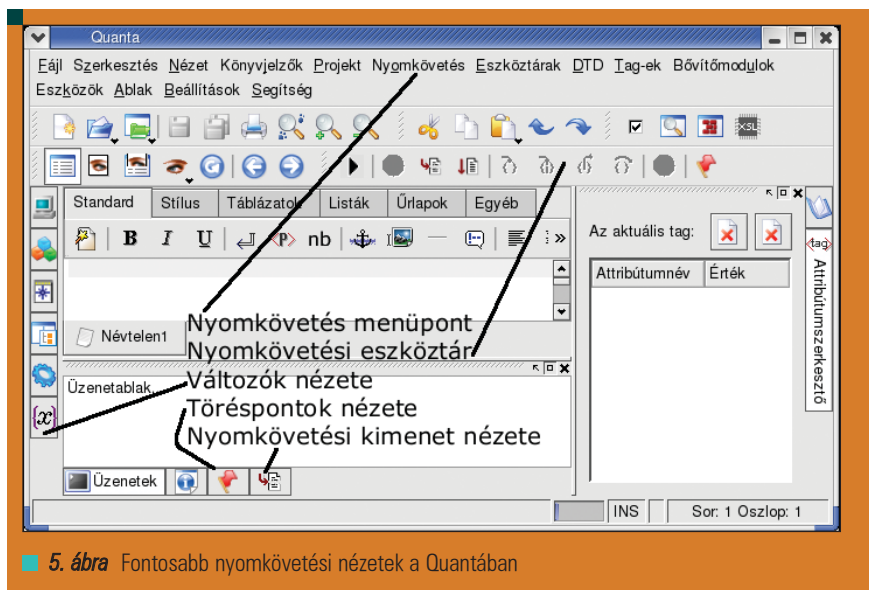 Quanta
Fájl Szerkesztés Nézet Könyvjelzők Projekt Nyomkövetés Eszköztárak DTD Tag-ek Bővítőmodulok
Eszközök Ablak Beállítások Segítség
XSL
Standard Stílus Táblázatok Listák Űrlapok Egyéb
B I U <P> nb »
Az aktuális tag:
Attribútumnév Érték
<tag>
Attribútumszerkesztő
Névtelen1
Nyomkövetés menüpont
Nyomkövetési eszköztár
Üzenetablak
Változók nézete
Töréspontok nézete
Nyomkövetési kimenet nézete
{x}
Üzenetek
INS Sor: 1 Oszlop: 1
5. ábra Fontosabb nyomkövetési nézetek a Quantában